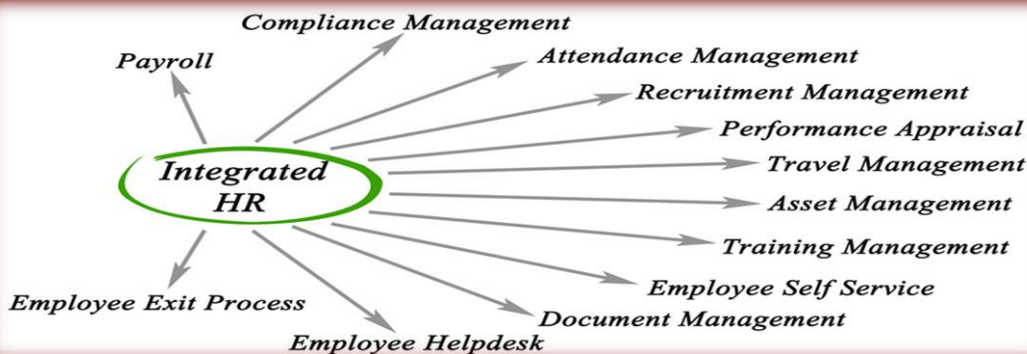 Compliance Management
Payroll
Attendance Management
Recruitment Management
Performance Appraisal
Travel Management
Integrated
HR
Asset Management
Training Management
Employee Self Service
Employee Exit Process
Document Management
Employee Helpdesk